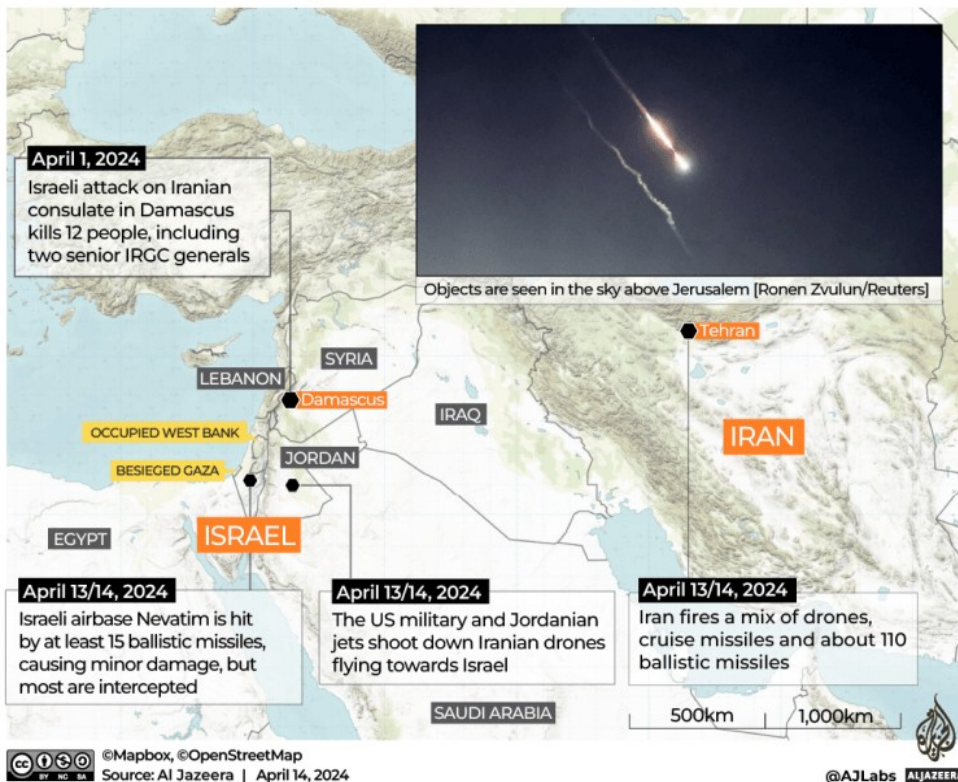 April 1, 2024
Israeli attack on Iranian
consulate in Damascus
kills 12 people, including
two senior IRGC generals
Objects are seen in the sky above Jerusalem [Ronen Zvulun/Reuters]
Tehran
SYRIA
LEBANON
Damascus
IRAQ
IRAN
OCCUPIED WEST BANK
JORDAN
BESIEGED GAZA
ISRAEL
EGYPT
April 13/14, 2024
Israeli airbase Nevatim is hit
by at least 15 ballistic missiles,
causing minor damage, but
most are intercepted
April 13/14, 2024
The US military and Jordanian
jets shoot down Iranian drones
flying towards Israel
April 13/14, 2024
Iran fires a mix of drones,
cruise missiles and about 110
ballistic missiles
SAUDI ARABIA
500km
1,000km
cc BY NC SA
©Mapbox, ©OpenStreetMap
Source: Al Jazeera | April 14, 2024
@AJLabs
ALJAZEERA